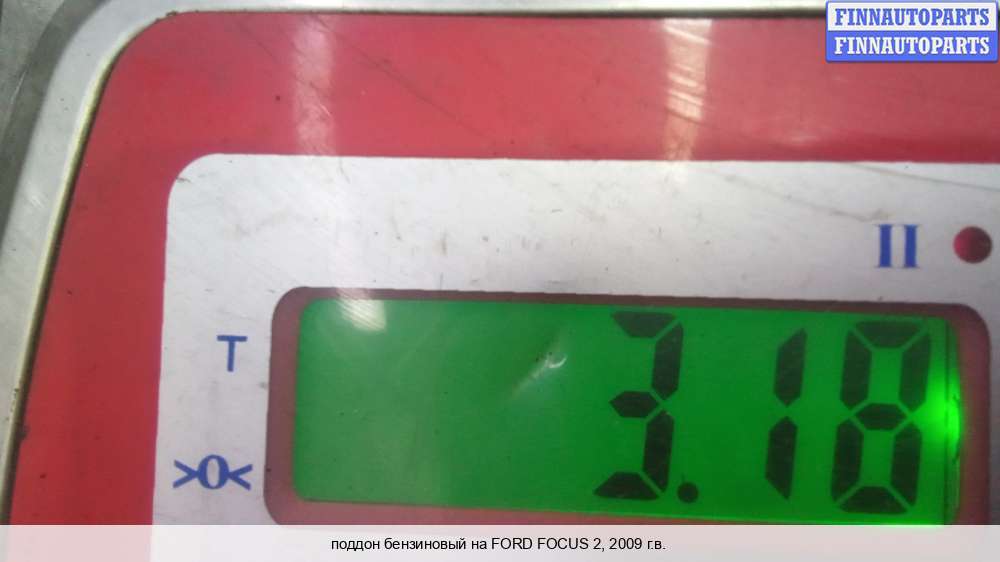 FINNAUTOPARTS
FINNAUTOPARTS
II
T
>0<
3.18
поддон бензиновый на FORD FOCUS 2, 2009 г.в.